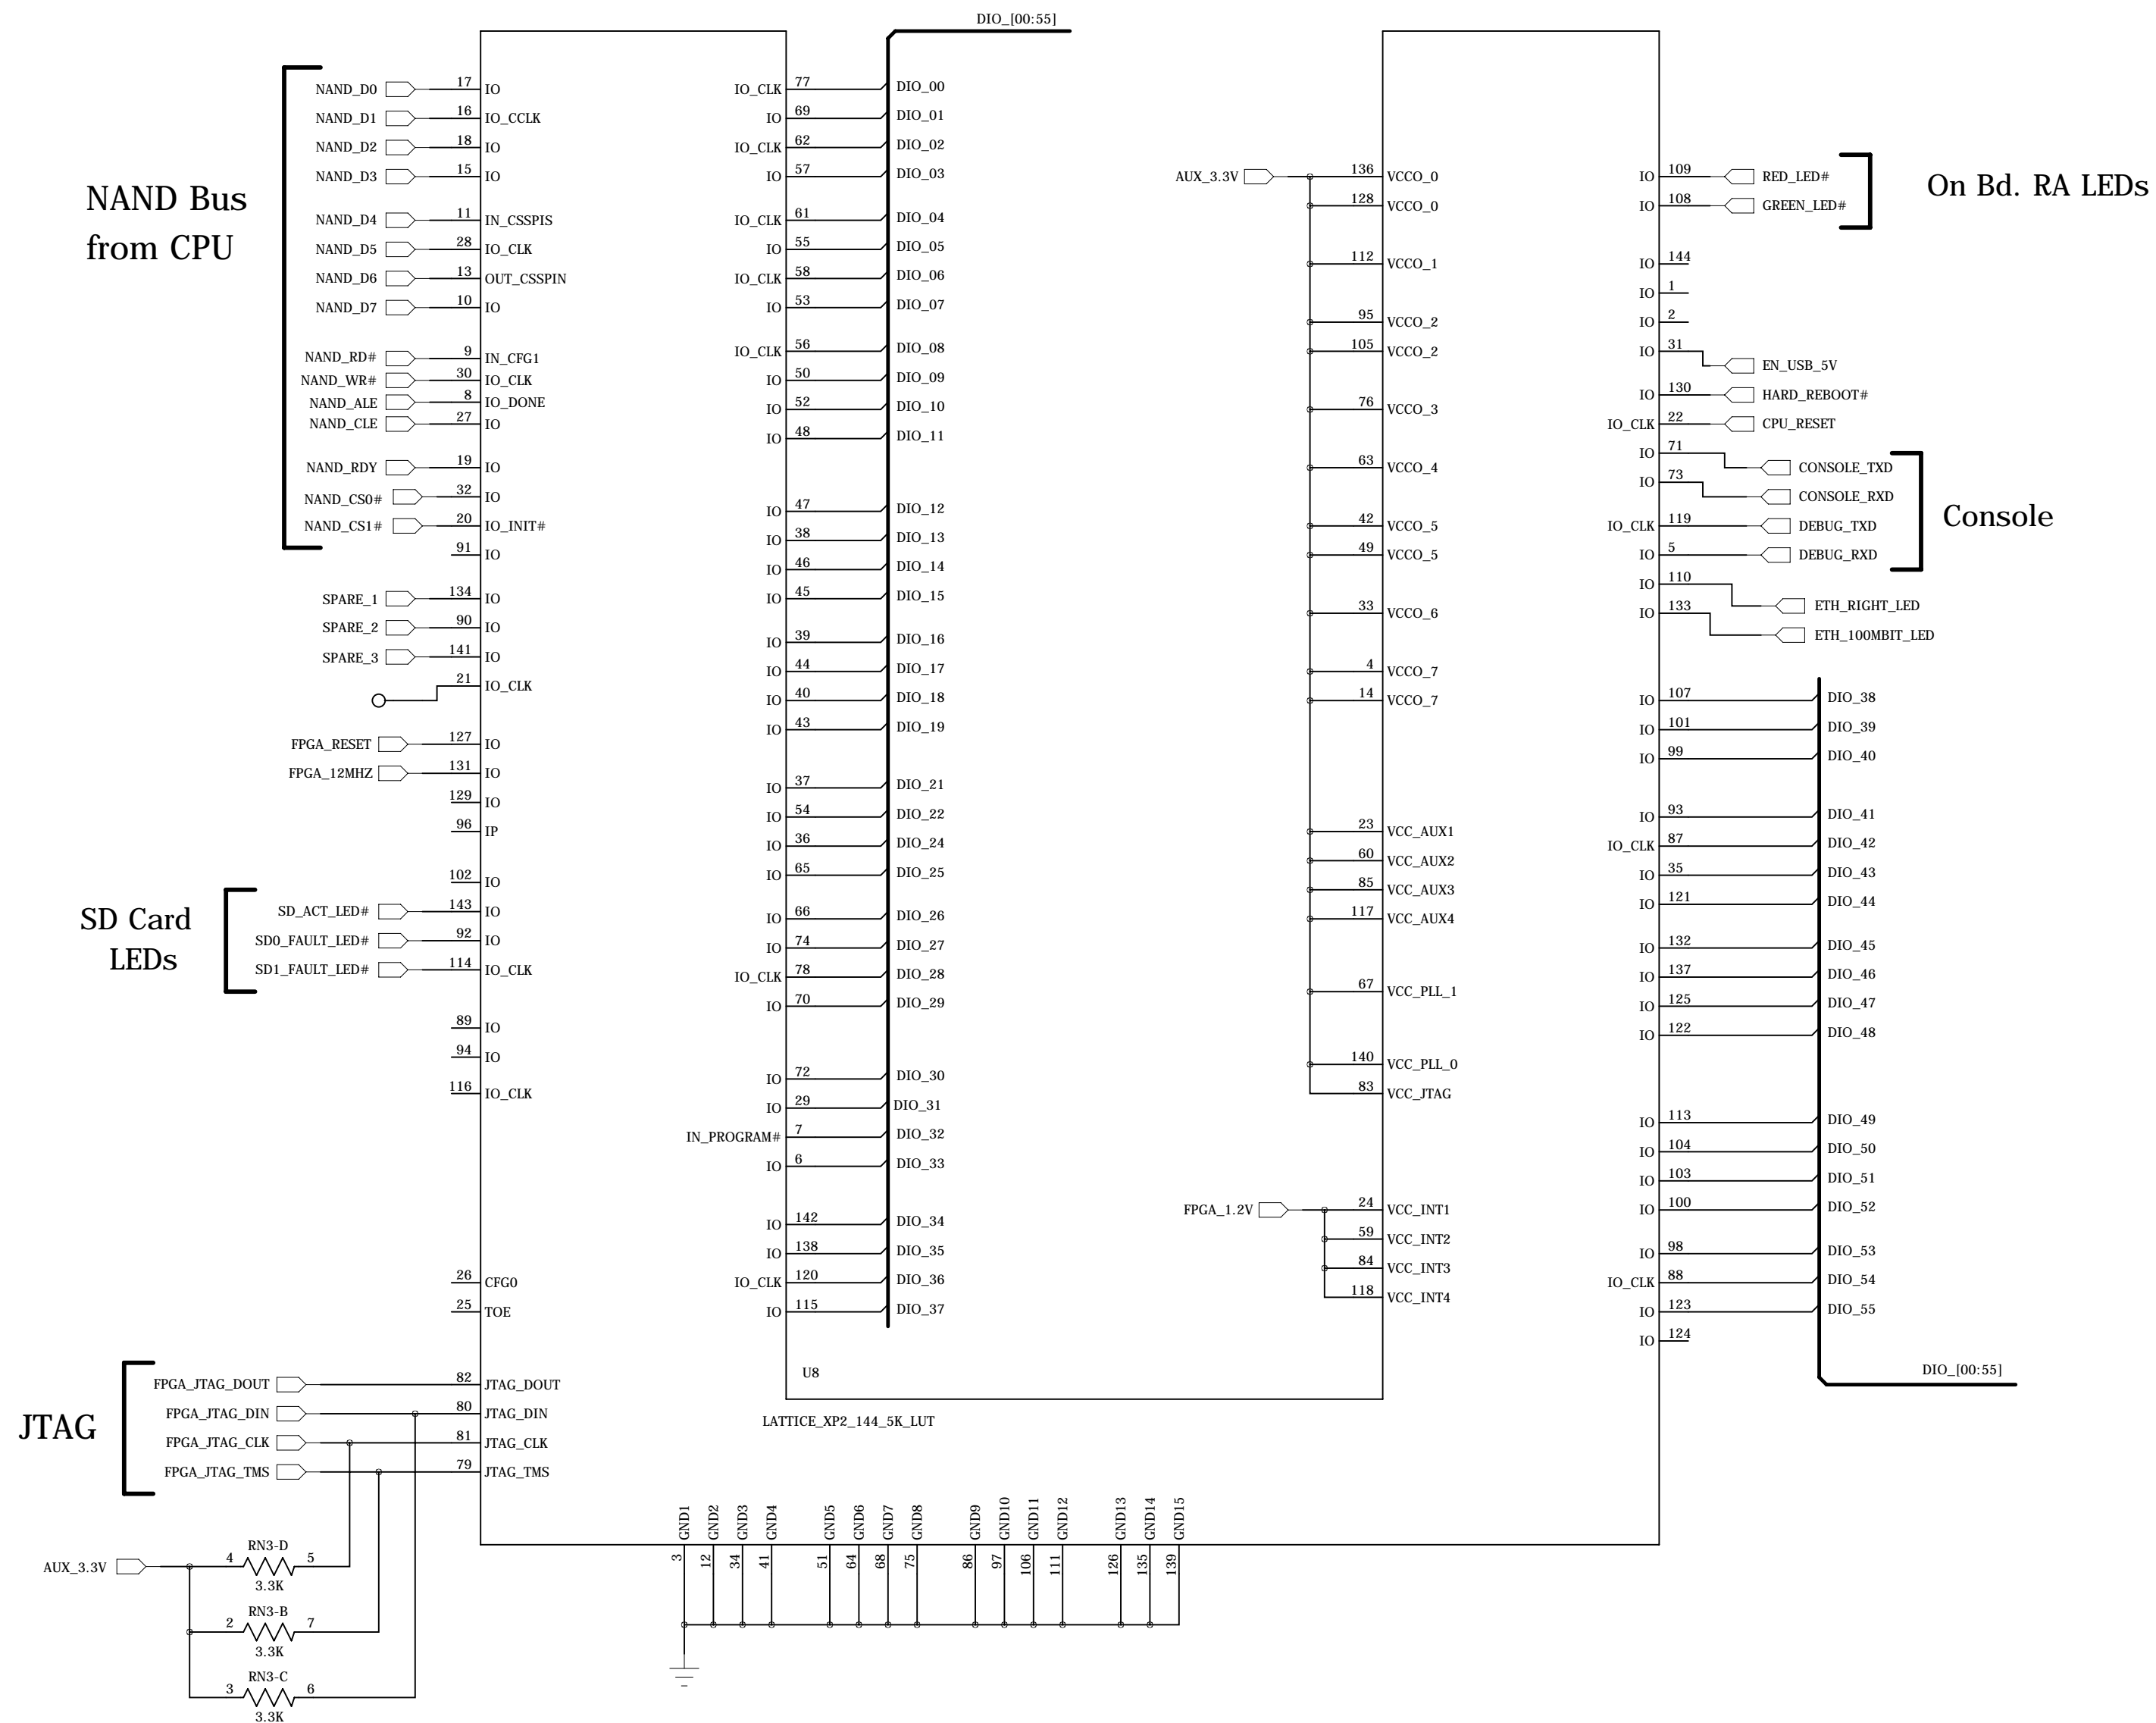 DIO_[00:55]
NAND Bus
from CPU
NAND_D0 17 IO
NAND_D1 16 IO_CCLK
NAND_D2 18 IO
NAND_D3 15 IO
NAND_D4 11 IN_CSSPIS
NAND_D5 28 IO_CLK
NAND_D6 13 OUT_CSSPIN
NAND_D7 10 IO
NAND_RD# 9 IN_CFG1
NAND_WR# 30 IO_CLK
NAND_ALE 8 IO_DONE
NAND_CLE 27 IO
NAND_RDY 19 IO
NAND_CS0# 32 IO
NAND_CS1# 20 IO_INIT#
91 IO
SPARE_1 134 IO
SPARE_2 90 IO
SPARE_3 141 IO
21 IO_CLK
FPGA_RESET 127 IO
FPGA_12MHZ 131 IO
129 IO
96 IP
102 IO
SD Card
LEDs
SD_ACT_LED# 143 IO
SD0_FAULT_LED# 92 IO
SD1_FAULT_LED# 114 IO_CLK
89 IO
94 IO
116 IO_CLK
26 CFG0
25 TOE
JTAG
FPGA_JTAG_DOUT 82 JTAG_DOUT
FPGA_JTAG_DIN 80 JTAG_DIN
FPGA_JTAG_CLK 81 JTAG_CLK
FPGA_JTAG_TMS 79 JTAG_TMS
RN3-D
AUX_3.3V 4 5
3.3K
RN3-B
2 7
3.3K
RN3-C
3 6
3.3K
IO_CLK 77 DIO_00
IO 69 DIO_01
IO_CLK 62 DIO_02
IO 57 DIO_03
IO_CLK 61 DIO_04
IO 55 DIO_05
IO_CLK 58 DIO_06
IO 53 DIO_07
IO_CLK 56 DIO_08
IO 50 DIO_09
IO 52 DIO_10
IO 48 DIO_11
IO 47 DIO_12
IO 38 DIO_13
IO 46 DIO_14
IO 45 DIO_15
IO 39 DIO_16
IO 44 DIO_17
IO 40 DIO_18
IO 43 DIO_19
IO 37 DIO_21
IO 54 DIO_22
IO 36 DIO_24
IO 65 DIO_25
IO 66 DIO_26
IO 74 DIO_27
IO_CLK 78 DIO_28
IO 70 DIO_29
IO 72 DIO_30
IO 29 DIO_31
IN_PROGRAM# 7 DIO_32
IO 6 DIO_33
IO 142 DIO_34
IO 138 DIO_35
IO_CLK 120 DIO_36
IO 115 DIO_37
U8
LATTICE_XP2_144_5K_LUT
GND1 3
GND2 12
GND3 34
GND4 41
GND5 51
GND6 64
GND7 68
GND8 75
GND9 86
GND10 97
GND11 106
GND12 111
GND13 126
GND14 135
GND15 139
AUX_3.3V 136 VCCO_0
128 VCCO_0
112 VCCO_1
95 VCCO_2
105 VCCO_2
76 VCCO_3
63 VCCO_4
42 VCCO_5
49 VCCO_5
33 VCCO_6
4 VCCO_7
14 VCCO_7
23 VCC_AUX1
60 VCC_AUX2
85 VCC_AUX3
117 VCC_AUX4
67 VCC_PLL_1
140 VCC_PLL_0
83 VCC_JTAG
FPGA_1.2V 24 VCC_INT1
59 VCC_INT2
84 VCC_INT3
118 VCC_INT4
On Bd. RA LEDs
IO 109 RED_LED#
IO 108 GREEN_LED#
IO 144
IO 1
IO 2
IO 31 EN_USB_5V
IO 130 HARD_REBOOT#
IO_CLK 22 CPU_RESET
Console
IO 71 CONSOLE_TXD
IO 73 CONSOLE_RXD
IO_CLK 119 DEBUG_TXD
IO 5 DEBUG_RXD
IO 110 ETH_RIGHT_LED
IO 133 ETH_100MBIT_LED
IO 107 DIO_38
IO 101 DIO_39
IO 99 DIO_40
IO 93 DIO_41
IO_CLK 87 DIO_42
IO 35 DIO_43
IO 121 DIO_44
IO 132 DIO_45
IO 137 DIO_46
IO 125 DIO_47
IO 122 DIO_48
IO 113 DIO_49
IO 104 DIO_50
IO 103 DIO_51
IO 100 DIO_52
IO 98 DIO_53
IO_CLK 88 DIO_54
IO 123 DIO_55
IO 124
DIO_[00:55]